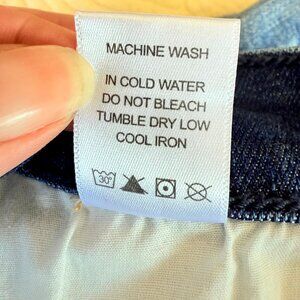 MACHINE WASH
IN COLD WATER
DO NOT BLEACH
TUMBLE DRY LOW
COOL IRON
30°